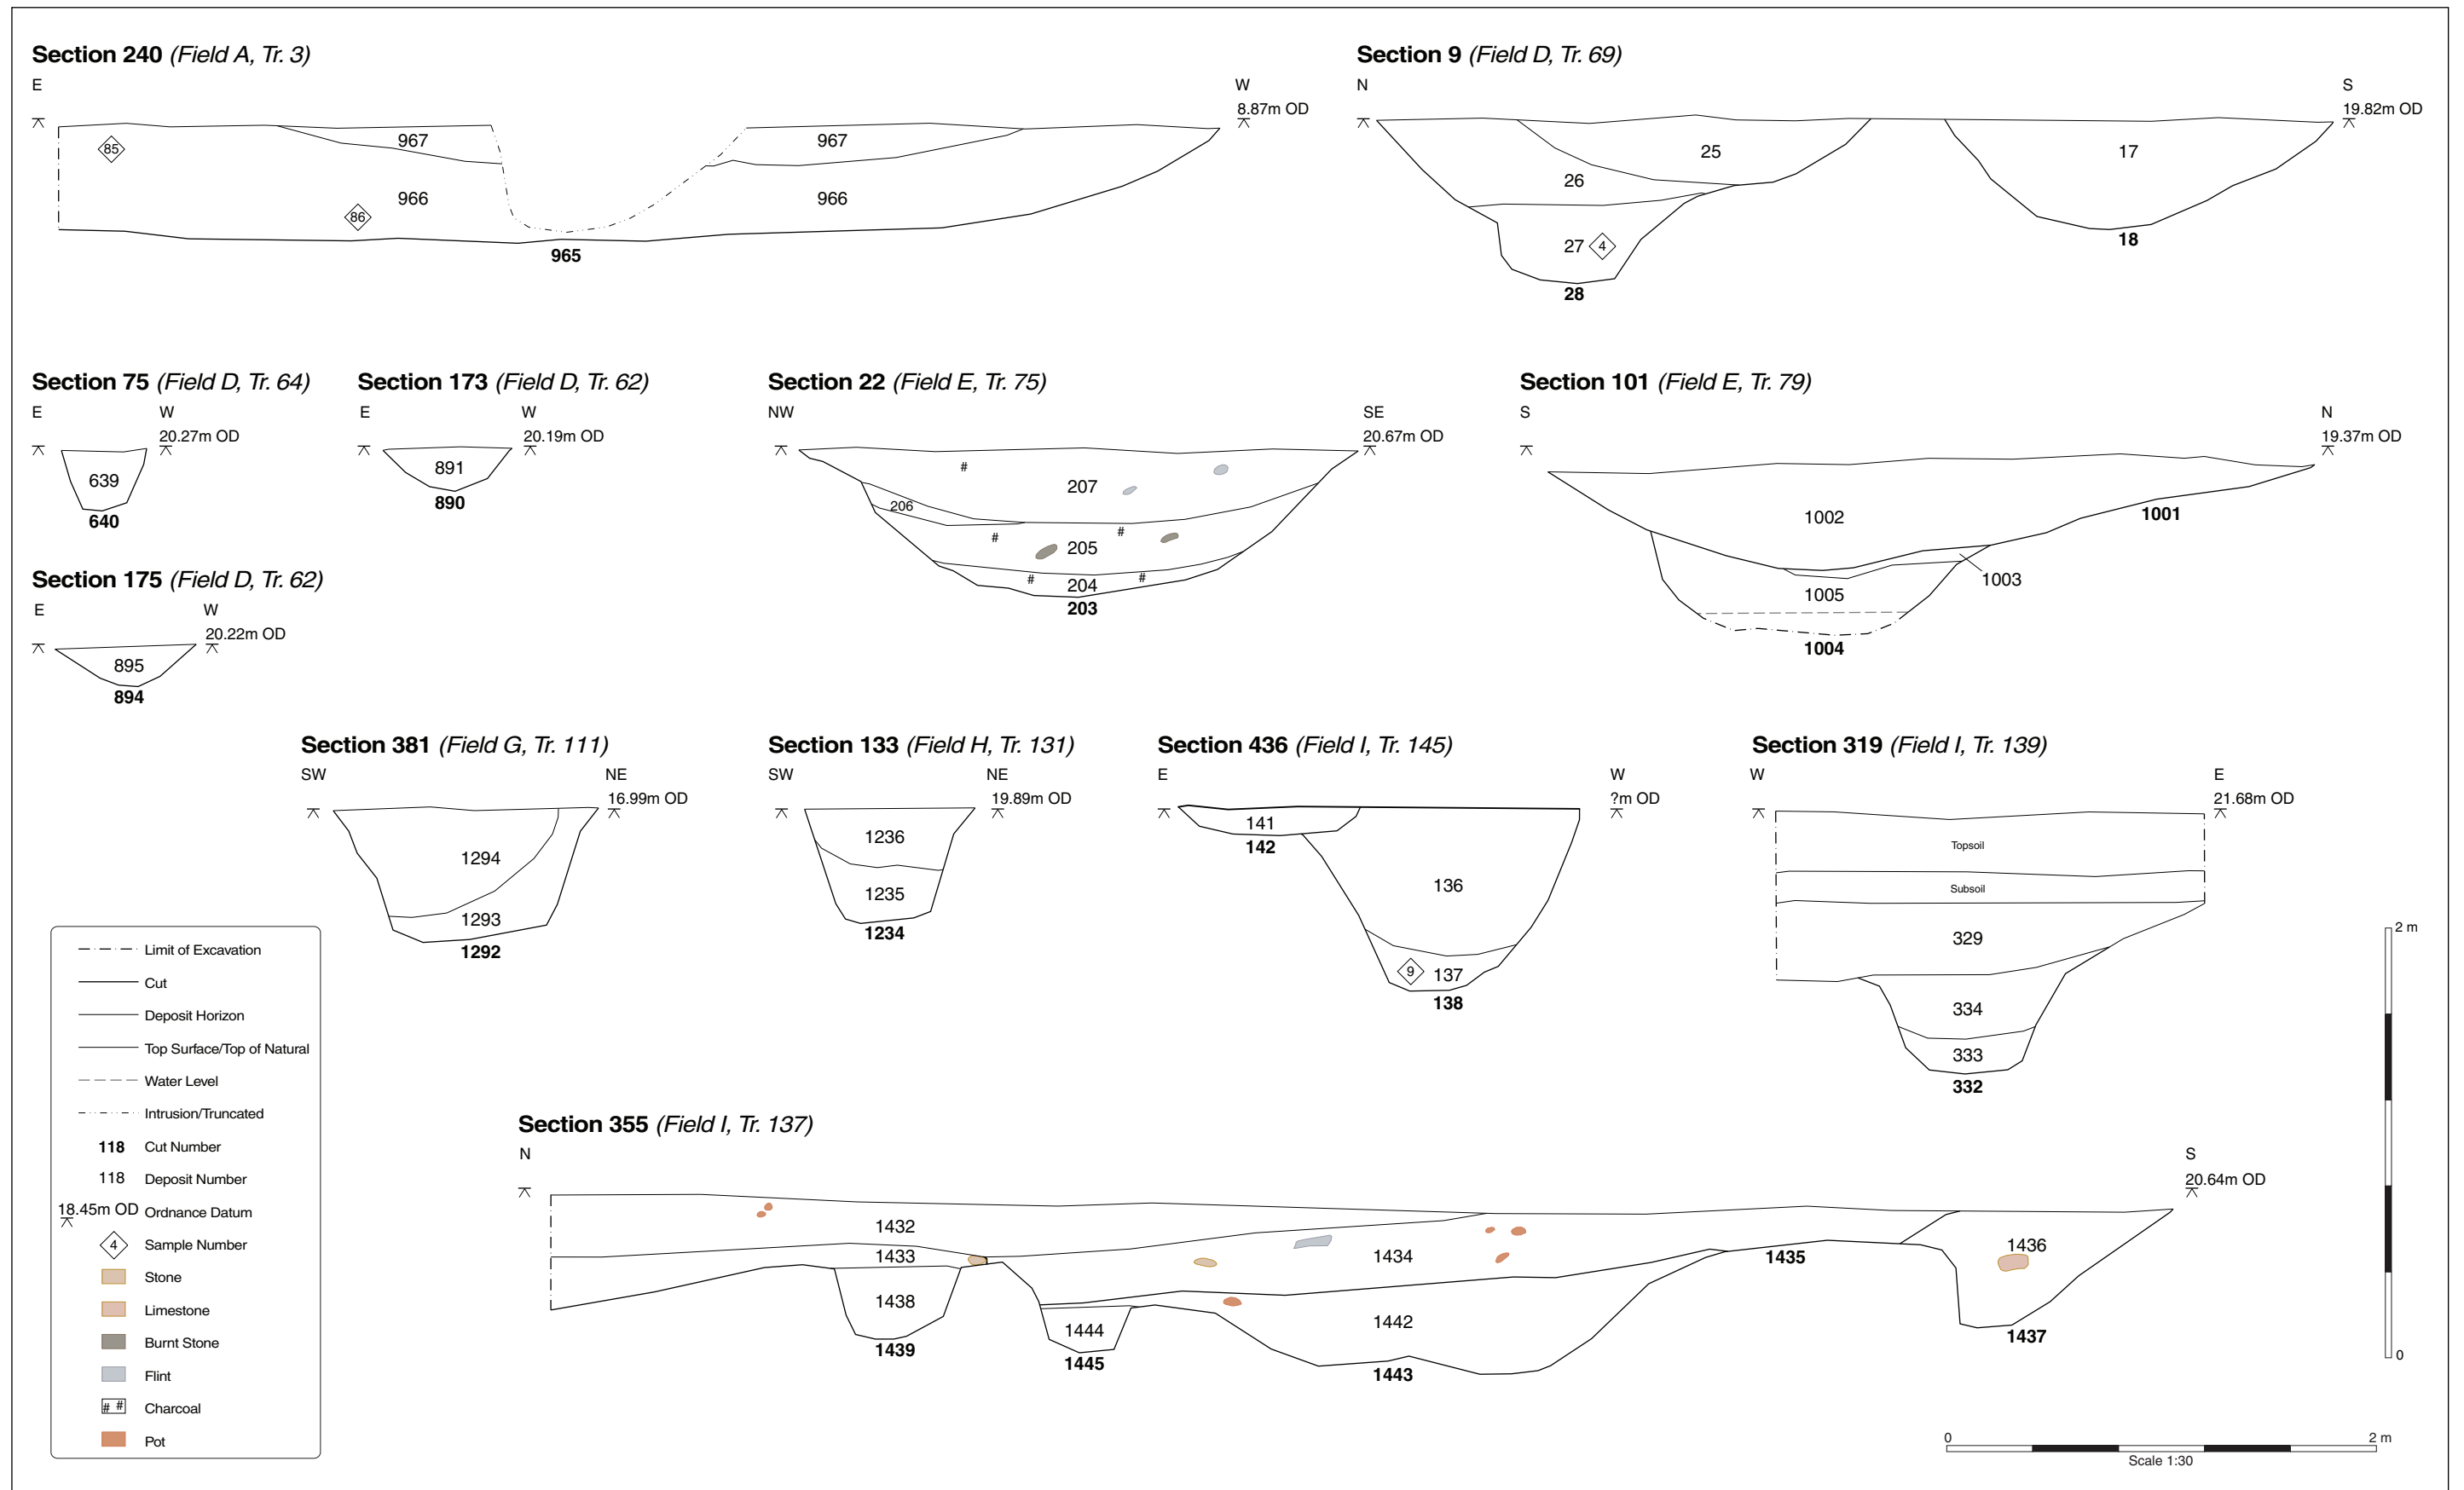 Section 240 (Field A, Tr. 3)
E
W
8.87m OD
85
967
967
966
966
86
965
Section 9 (Field D, Tr. 69)
N
S
19.82m OD
25
17
26
27
4
18
28
Section 75 (Field D, Tr. 64)
E
W
20.27m OD
639
640
Section 173 (Field D, Tr. 62)
E
W
20.19m OD
891
890
Section 22 (Field E, Tr. 75)
NW
SE
20.67m OD
#
207
206
#
#
205
#
#
204
203
Section 101 (Field E, Tr. 79)
S
N
19.37m OD
1002
1001
1003
1005
1004
Section 175 (Field D, Tr. 62)
E
W
20.22m OD
895
894
Section 381 (Field G, Tr. 111)
SW
NE
16.99m OD
1294
1293
1292
Section 133 (Field H, Tr. 131)
SW
NE
19.89m OD
1236
1235
1234
Section 436 (Field I, Tr. 145)
E
W
?m OD
141
142
136
9
137
138
Section 319 (Field I, Tr. 139)
W
E
21.68m OD
Topsoil
Subsoil
329
334
333
332
Limit of Excavation
Cut
Deposit Horizon
Top Surface/Top of Natural
Water Level
Intrusion/Truncated
118 Cut Number
118 Deposit Number
18.45m OD Ordnance Datum
4 Sample Number
Stone
Limestone
Burnt Stone
Flint
# # Charcoal
Pot
Section 355 (Field I, Tr. 137)
N
S
20.64m OD
1432
1433
1434
1435
1436
1438
1444
1442
1439
1445
1443
1437
2 m
0
0
2 m
Scale 1:30